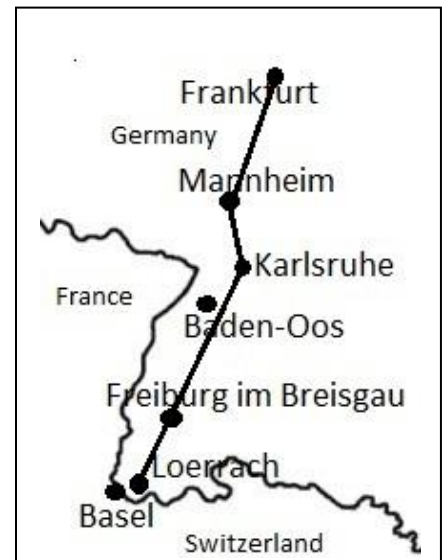 Frankfurt
Germany
Mannheim
Karlsruhe
France
Baden-Oos
Freiburg im Breisgau
Loerrach
Basel
Switzerland